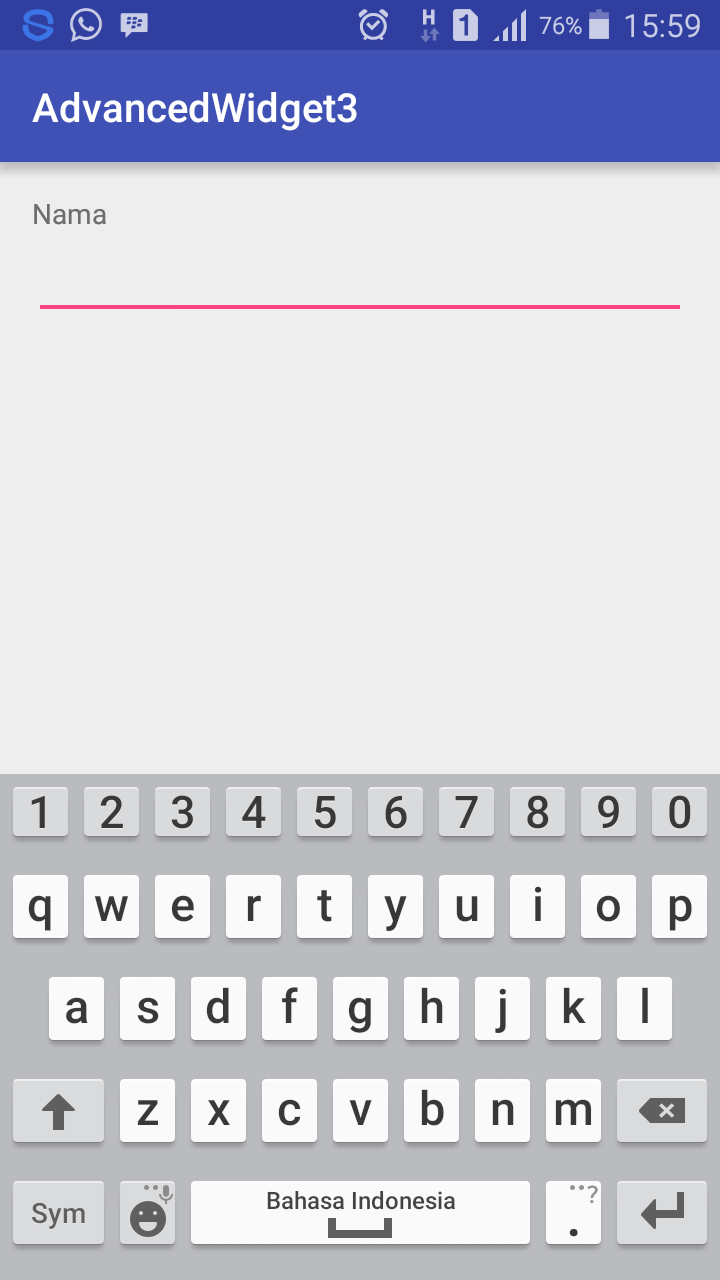 H 1 76% 15:59
AdvancedWidget3
Nama
1 2 3 4 5 6 7 8 9 0
q w e r t y u i o p
a s d f g h j k l
z x c v b n m
Sym Bahasa Indonesia . ?